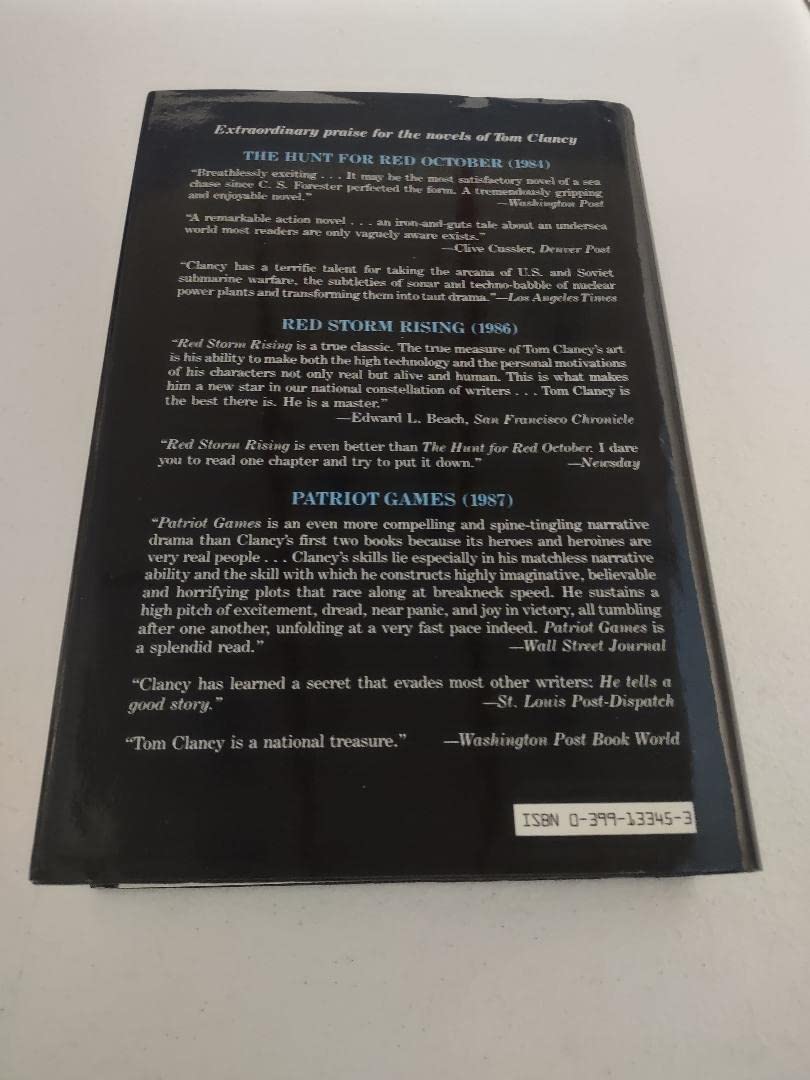 Extraordinary praise for the novels of Tom Clancy
THE HUNT FOR RED OCTOBER (1984)
"Breathlessly exciting . . . It may be the most satisfactory novel of a sea
chase since C. S. Forester perfected the form. A tremendously gripping
and enjoyable novel."
—Washington Post
"A remarkable action novel . . . an iron-and-guts tale about an undersea
world most readers are only vaguely aware exists."
—Clive Cussler, Denver Post
"Clancy has a terrific talent for taking the arcana of U.S. and Soviet
submarine warfare, the subtleties of sonar and techno-babble of nuclear
power plants and transforming them into taut drama."—Los Angeles Times
RED STORM RISING (1986)
"Red Storm Rising is a true classic. The true measure of Tom Clancy's art
is his ability to make both the high technology and the personal motivations
of his characters not only real but alive and human. This is what makes
him a new star in our national constellation of writers . . . Tom Clancy is
the best there is. He is a master."
—Edward L. Beach, San Francisco Chronicle
"Red Storm Rising is even better than The Hunt for Red October. I dare
you to read one chapter and try to put it down." —Newsday
PATRIOT GAMES (1987)
"Patriot Games is an even more compelling and spine-tingling narrative
drama than Clancy's first two books because its heroes and heroines are
very real people . . . Clancy's skills lie especially in his matchless narrative
ability and the skill with which he constructs highly imaginative, believable
and horrifying plots that race along at breakneck speed. He sustains a
high pitch of excitement, dread, near panic, and joy in victory, all tumbling
after one another, unfolding at a very fast pace indeed. Patriot Games is
a splendid read." —Wall Street Journal
"Clancy has learned a secret that evades most other writers: He tells a
good story." —St. Louis Post-Dispatch
"Tom Clancy is a national treasure." —Washington Post Book World
ISBN 0-399-13345-3